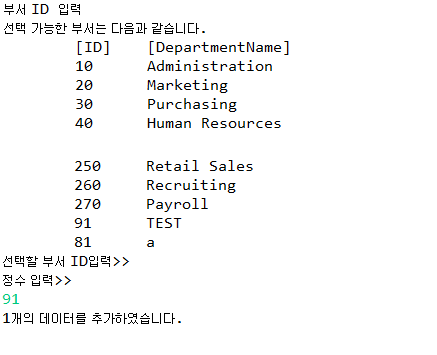 부서 ID 입력
선택 가능한 부서는 다음과 같습니다.
[ID] [DepartmentName]
10 Administration
20 Marketing
30 Purchasing
40 Human Resources
250 Retail Sales
260 Recruiting
270 Payroll
91 TEST
81 a
선택할 부서 ID입력>>
정수 입력>>
91
1개의 데이터를 추가하였습니다.